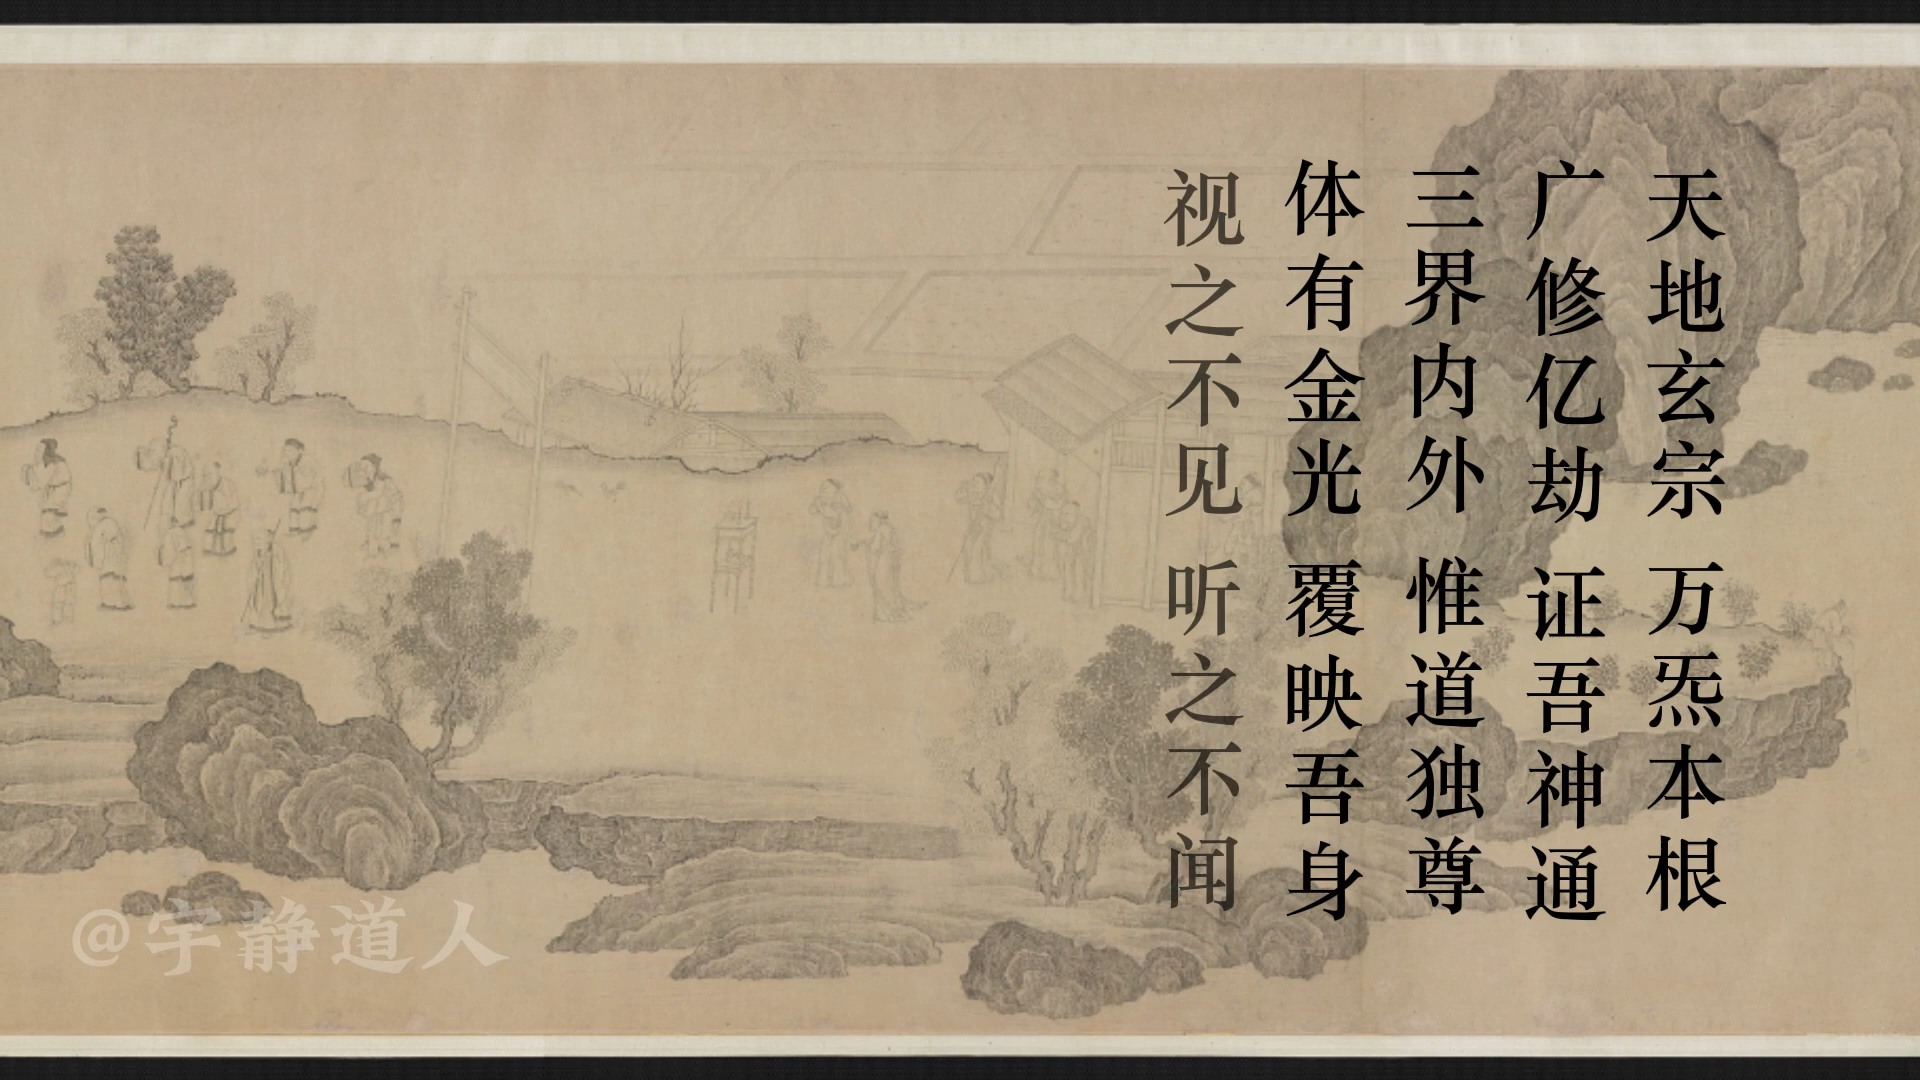 天地玄宗 万炁本根
广修亿劫 证吾神通
三界内外 惟道独尊
体有金光 覆映吾身
视之不见 听之不闻
@宇静道人